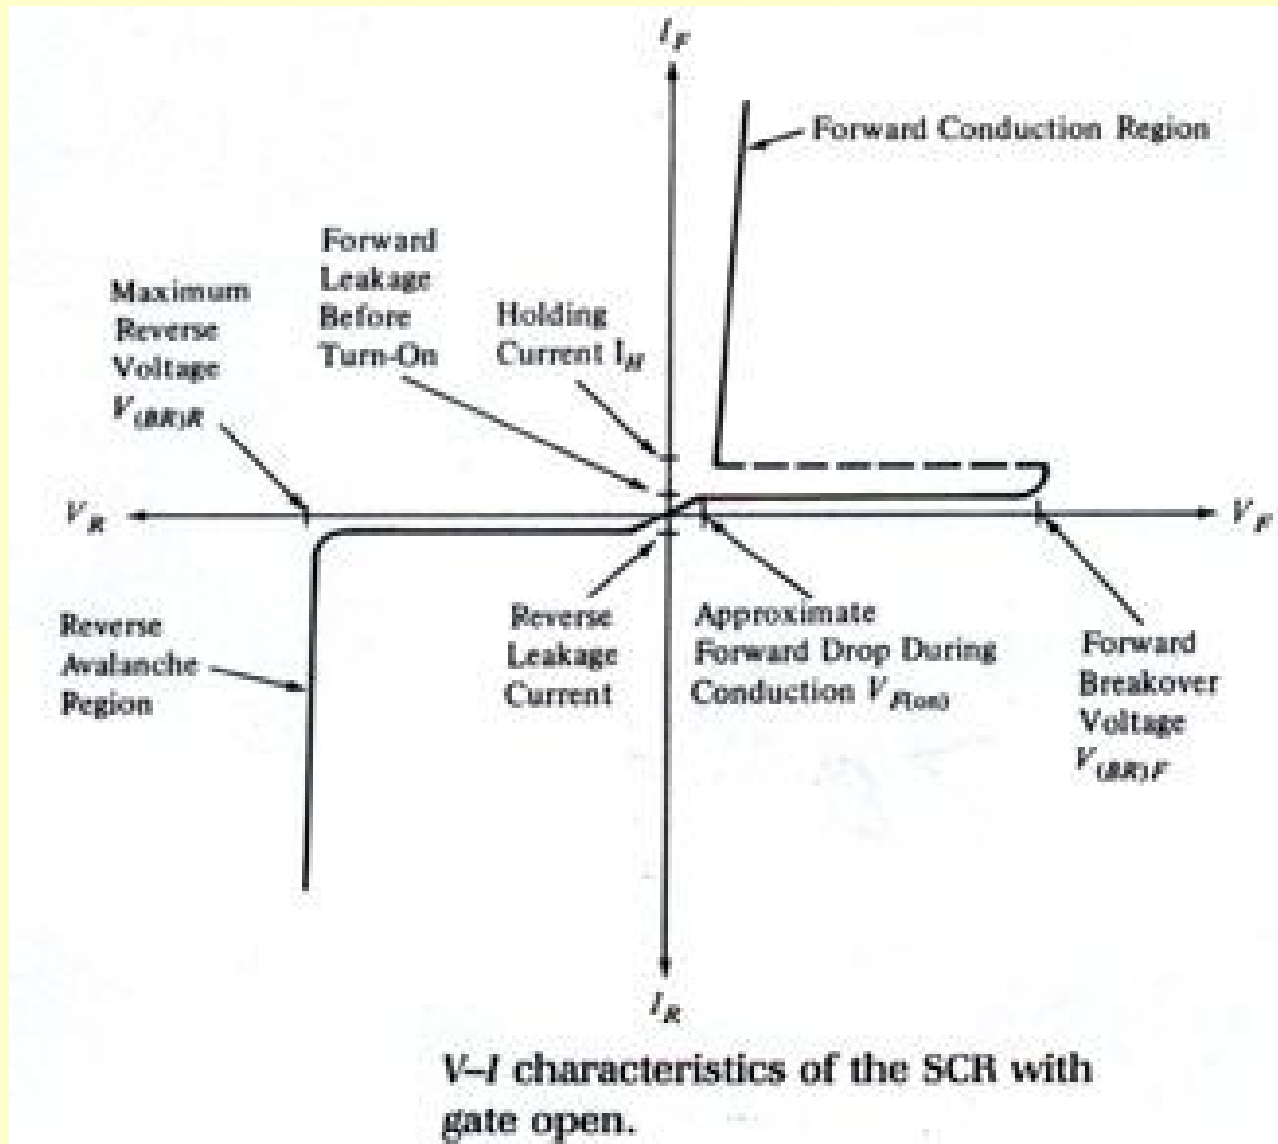 I_F
Forward Conduction Region
Forward
Leakage
Before
Turn-On
Maximum
Reverse
Voltage
V_(BR)R
Holding
Current I_H
V_R
V_F
Reverse
Avalanche
Region
Reverse
Leakage
Current
Approximate
Forward Drop During
Conduction V_F(on)
Forward
Breakover
Voltage
V_(BR)F
I_R
V–I characteristics of the SCR with
gate open.